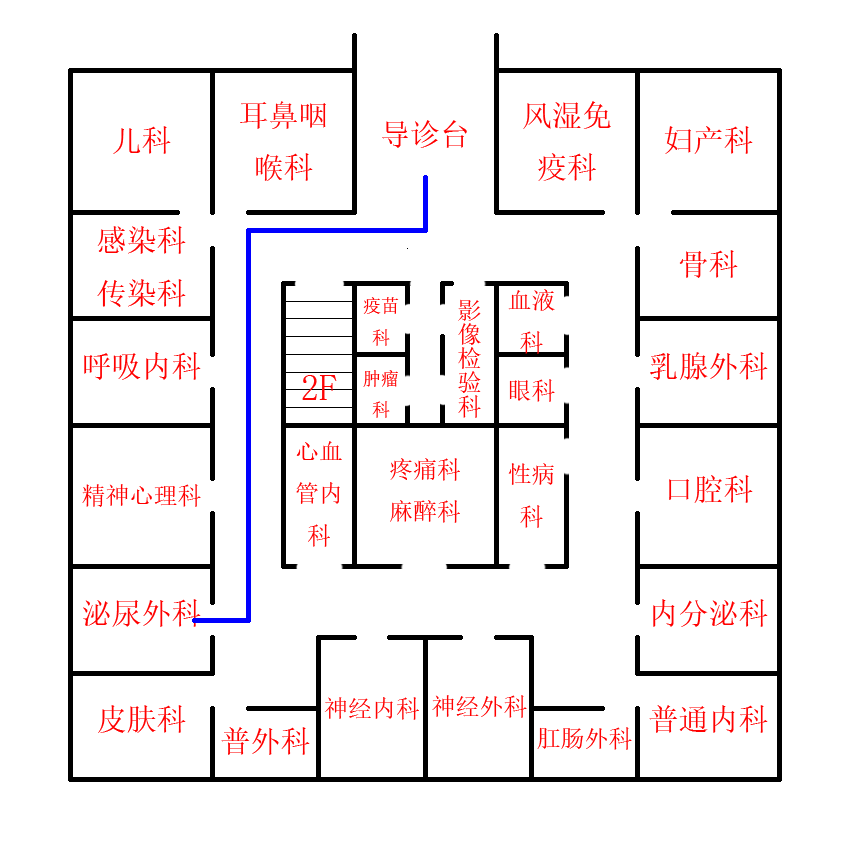 儿科
耳鼻咽
喉科
导诊台
风湿免
疫科
妇产科
感染科
传染科
骨科
疫苗
科
影像检验科
血液
科
呼吸内科
2F
肿瘤
科
眼科
乳腺外科
心血
管内
科
疼痛科
麻醉科
性病
科
精神心理科
口腔科
泌尿外科
内分泌科
皮肤科
普外科
神经内科
神经外科
肛肠外科
普通内科